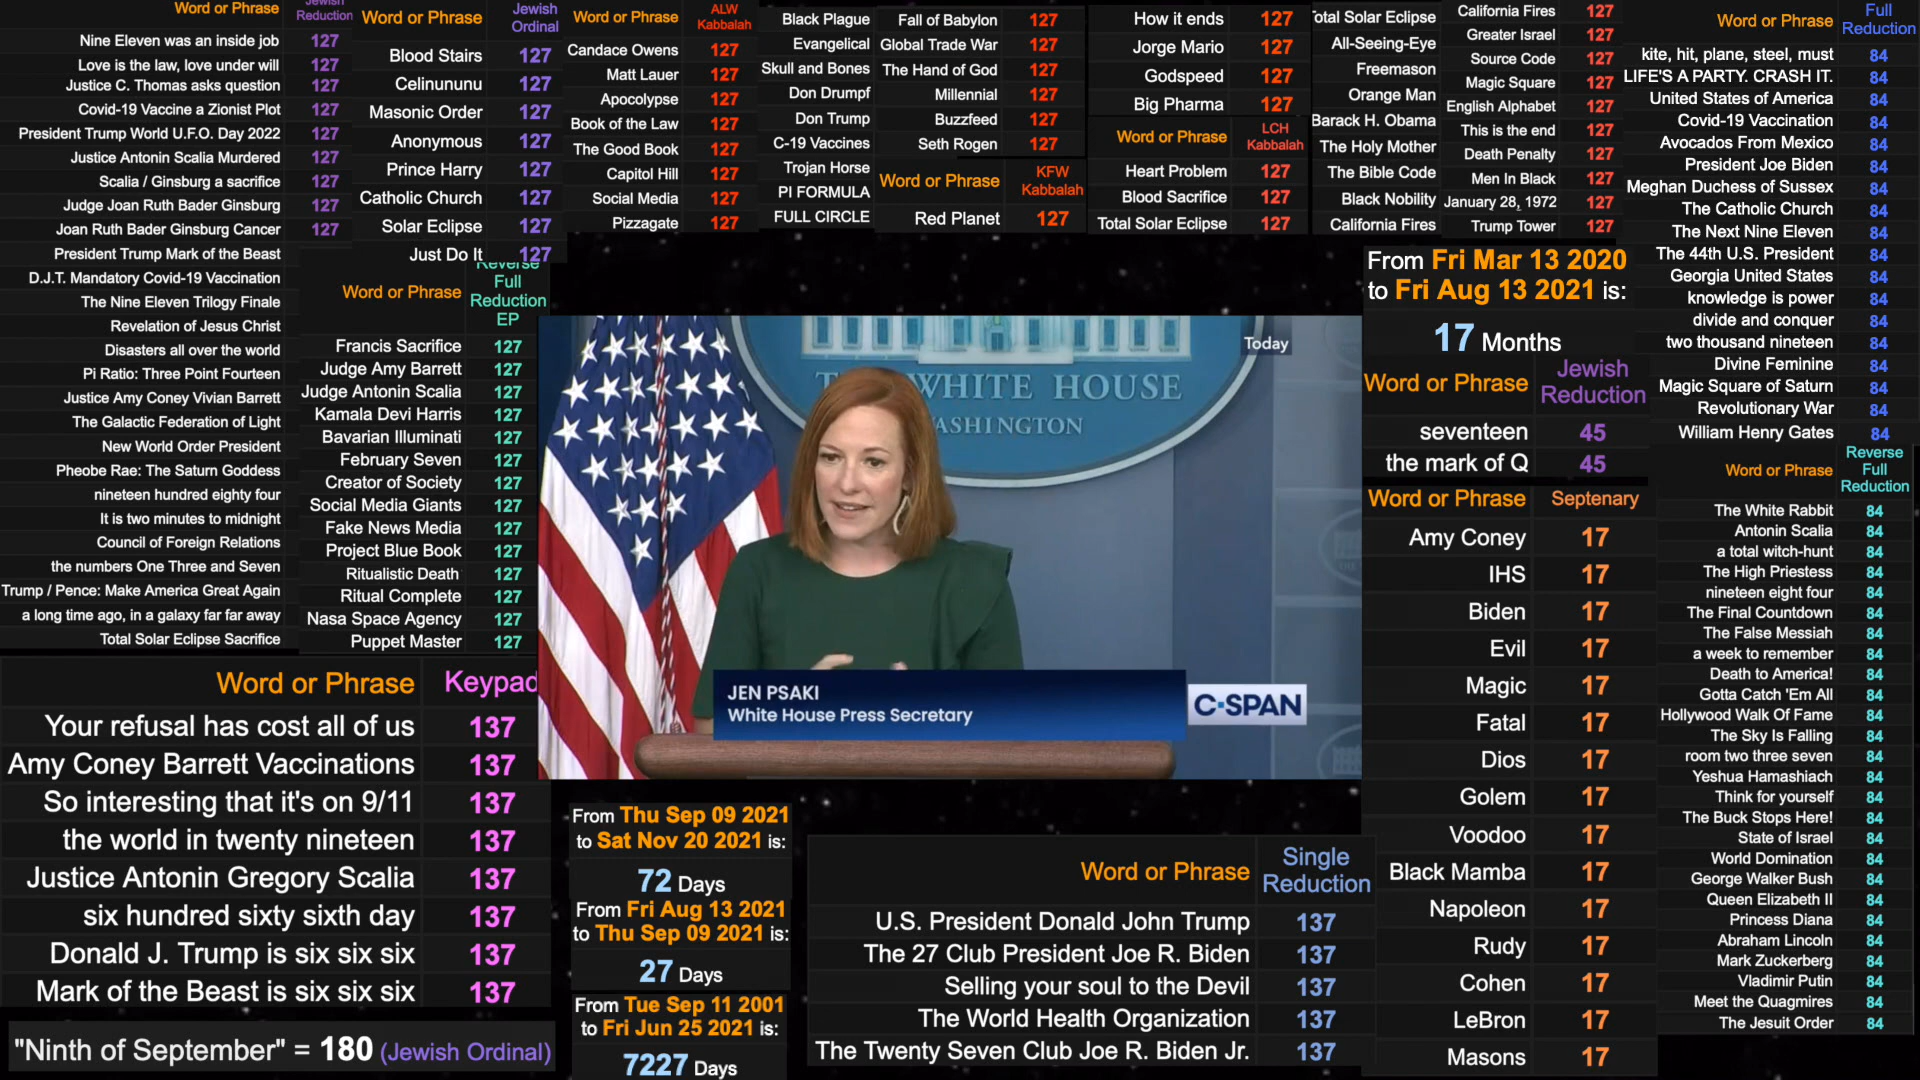 Word or Phrase Jewish Reduction
Nine Eleven was an inside job 127
Love is the law, love under will 127
Justice C. Thomas asks question 127
Covid-19 Vaccine a Zionist Plot 127
President Trump World U.F.O. Day 2022 127
Justice Antonin Scalia Murdered 127
Scalia / Ginsburg a sacrifice 127
Judge Joan Ruth Bader Ginsburg 127
Joan Ruth Bader Ginsburg Cancer 127
President Trump Mark of the Beast
D.J.T. Mandatory Covid-19 Vaccination
The Nine Eleven Trilogy Finale
Revelation of Jesus Christ
Disasters all over the world
Pi Ratio: Three Point Fourteen
Justice Amy Coney Vivian Barrett
The Galactic Federation of Light
New World Order President
Pheobe Rae: The Saturn Goddess
nineteen hundred eighty four
It is two minutes to midnight
Council of Foreign Relations
the numbers One Three and Seven
Trump / Pence: Make America Great Again
a long time ago, in a galaxy far far away
Total Solar Eclipse Sacrifice
Word or Phrase Jewish Ordinal
Blood Stairs 127
Celinununu 127
Masonic Order 127
Anonymous 127
Prince Harry 127
Catholic Church 127
Solar Eclipse 127
Just Do It 127
Word or Phrase Reverse Full Reduction EP
Francis Sacrifice 127
Judge Amy Barrett 127
Judge Antonin Scalia 127
Kamala Devi Harris 127
Bavarian Illuminati 127
February Seven 127
Creator of Society 127
Social Media Giants 127
Fake News Media 127
Project Blue Book 127
Ritualistic Death 127
Ritual Complete 127
Nasa Space Agency 127
Puppet Master 127
Word or Phrase ALW Kabbalah
Candace Owens 127
Matt Lauer 127
Apocolypse 127
Book of the Law 127
The Good Book 127
Capitol Hill 127
Social Media 127
Pizzagate 127
Black Plague
Evangelical
Skull and Bones
Don Drumpf
Don Trump
C-19 Vaccines
Trojan Horse
PI FORMULA
FULL CIRCLE
Fall of Babylon 127
Global Trade War 127
The Hand of God 127
Millennial 127
Buzzfeed 127
Seth Rogen 127
Word or Phrase KFW Kabbalah
Red Planet 127
How it ends 127
Jorge Mario 127
Godspeed 127
Big Pharma 127
Word or Phrase LCH Kabbalah
Heart Problem 127
Blood Sacrifice 127
Total Solar Eclipse 127
Total Solar Eclipse
All-Seeing-Eye
Freemason
Orange Man
Barack H. Obama
The Holy Mother
The Bible Code
Black Nobility
California Fires
California Fires 127
Greater Israel 127
Source Code 127
Magic Square 127
English Alphabet 127
This is the end 127
Death Penalty 127
Men In Black 127
January 28, 1972 127
Trump Tower 127
Word or Phrase Full Reduction
kite, hit, plane, steel, must 84
LIFE'S A PARTY. CRASH IT. 84
United States of America 84
Covid-19 Vaccination 84
Avocados From Mexico 84
President Joe Biden 84
Meghan Duchess of Sussex 84
The Catholic Church 84
The Next Nine Eleven 84
The 44th U.S. President 84
Georgia United States 84
knowledge is power 84
divide and conquer 84
two thousand nineteen 84
Divine Feminine 84
Magic Square of Saturn 84
Revolutionary War 84
William Henry Gates 84
Word or Phrase Reverse Full Reduction
The White Rabbit 84
Antonin Scalia 84
a total witch-hunt 84
The High Priestess 84
nineteen eight four 84
The Final Countdown 84
The False Messiah 84
a week to remember 84
Death to America! 84
Gotta Catch 'Em All 84
Hollywood Walk Of Fame 84
The Sky Is Falling 84
room two three seven 84
Yeshua Hamashiach 84
Think for yourself 84
The Buck Stops Here! 84
State of Israel 84
World Domination 84
George Walker Bush 84
Queen Elizabeth II 84
Princess Diana 84
Abraham Lincoln 84
Mark Zuckerberg 84
Vladimir Putin 84
Meet the Quagmires 84
The Jesuit Order 84
From Fri Mar 13 2020
to Fri Aug 13 2021 is:
17 Months
Word or Phrase Jewish Reduction
seventeen 45
the mark of Q 45
Word or Phrase Septenary
Amy Coney 17
IHS 17
Biden 17
Evil 17
Magic 17
Fatal 17
Dios 17
Golem 17
Voodoo 17
Black Mamba 17
Napoleon 17
Rudy 17
Cohen 17
LeBron 17
Masons 17
Today
THE WHITE HOUSE
WASHINGTON
JEN PSAKI
White House Press Secretary
C-SPAN
Word or Phrase Keypad
Your refusal has cost all of us 137
Amy Coney Barrett Vaccinations 137
So interesting that it's on 9/11 137
the world in twenty nineteen 137
Justice Antonin Gregory Scalia 137
six hundred sixty sixth day 137
Donald J. Trump is six six six 137
Mark of the Beast is six six six 137
"Ninth of September" = 180 (Jewish Ordinal)
From Thu Sep 09 2021
to Sat Nov 20 2021 is:
72 Days
From Fri Aug 13 2021
to Thu Sep 09 2021 is:
27 Days
From Tue Sep 11 2001
to Fri Jun 25 2021 is:
7227 Days
Word or Phrase Single Reduction
U.S. President Donald John Trump 137
The 27 Club President Joe R. Biden 137
Selling your soul to the Devil 137
The World Health Organization 137
The Twenty Seven Club Joe R. Biden Jr. 137